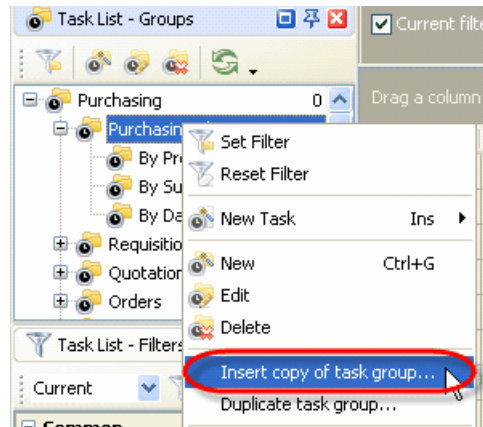 Task List - Groups
Current filte
Purchasing 0
Drag a column
Purchasin
Set Filter
By Pr
Reset Filter
By Su
By Da
New Task Ins
Requisitio
New Ctrl+G
Quotation
Edit
Orders
Delete
Task List - Filters
Insert copy of task group...
Current
Duplicate task group...
Common